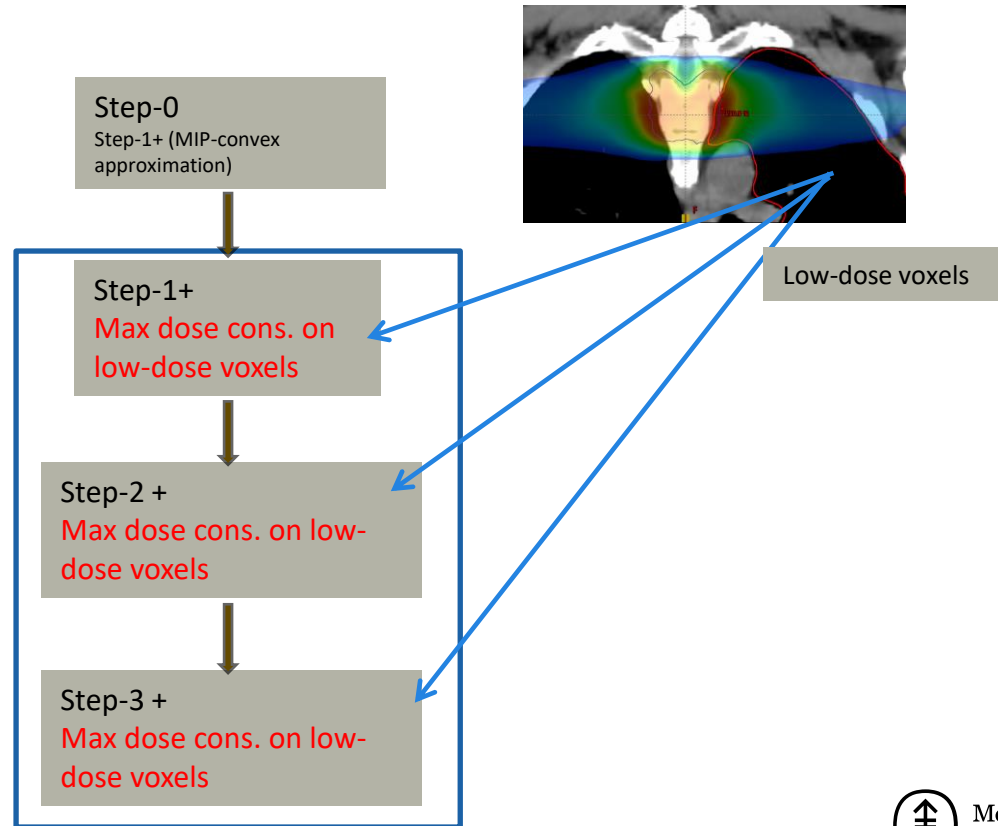 Step-0
Step-1+ (MIP-convex
approximation)
Step-1+
Max dose cons. on
low-dose voxels
Low-dose voxels
Step-2 +
Max dose cons. on low-
dose voxels
Step-3 +
Max dose cons. on low-
dose voxels